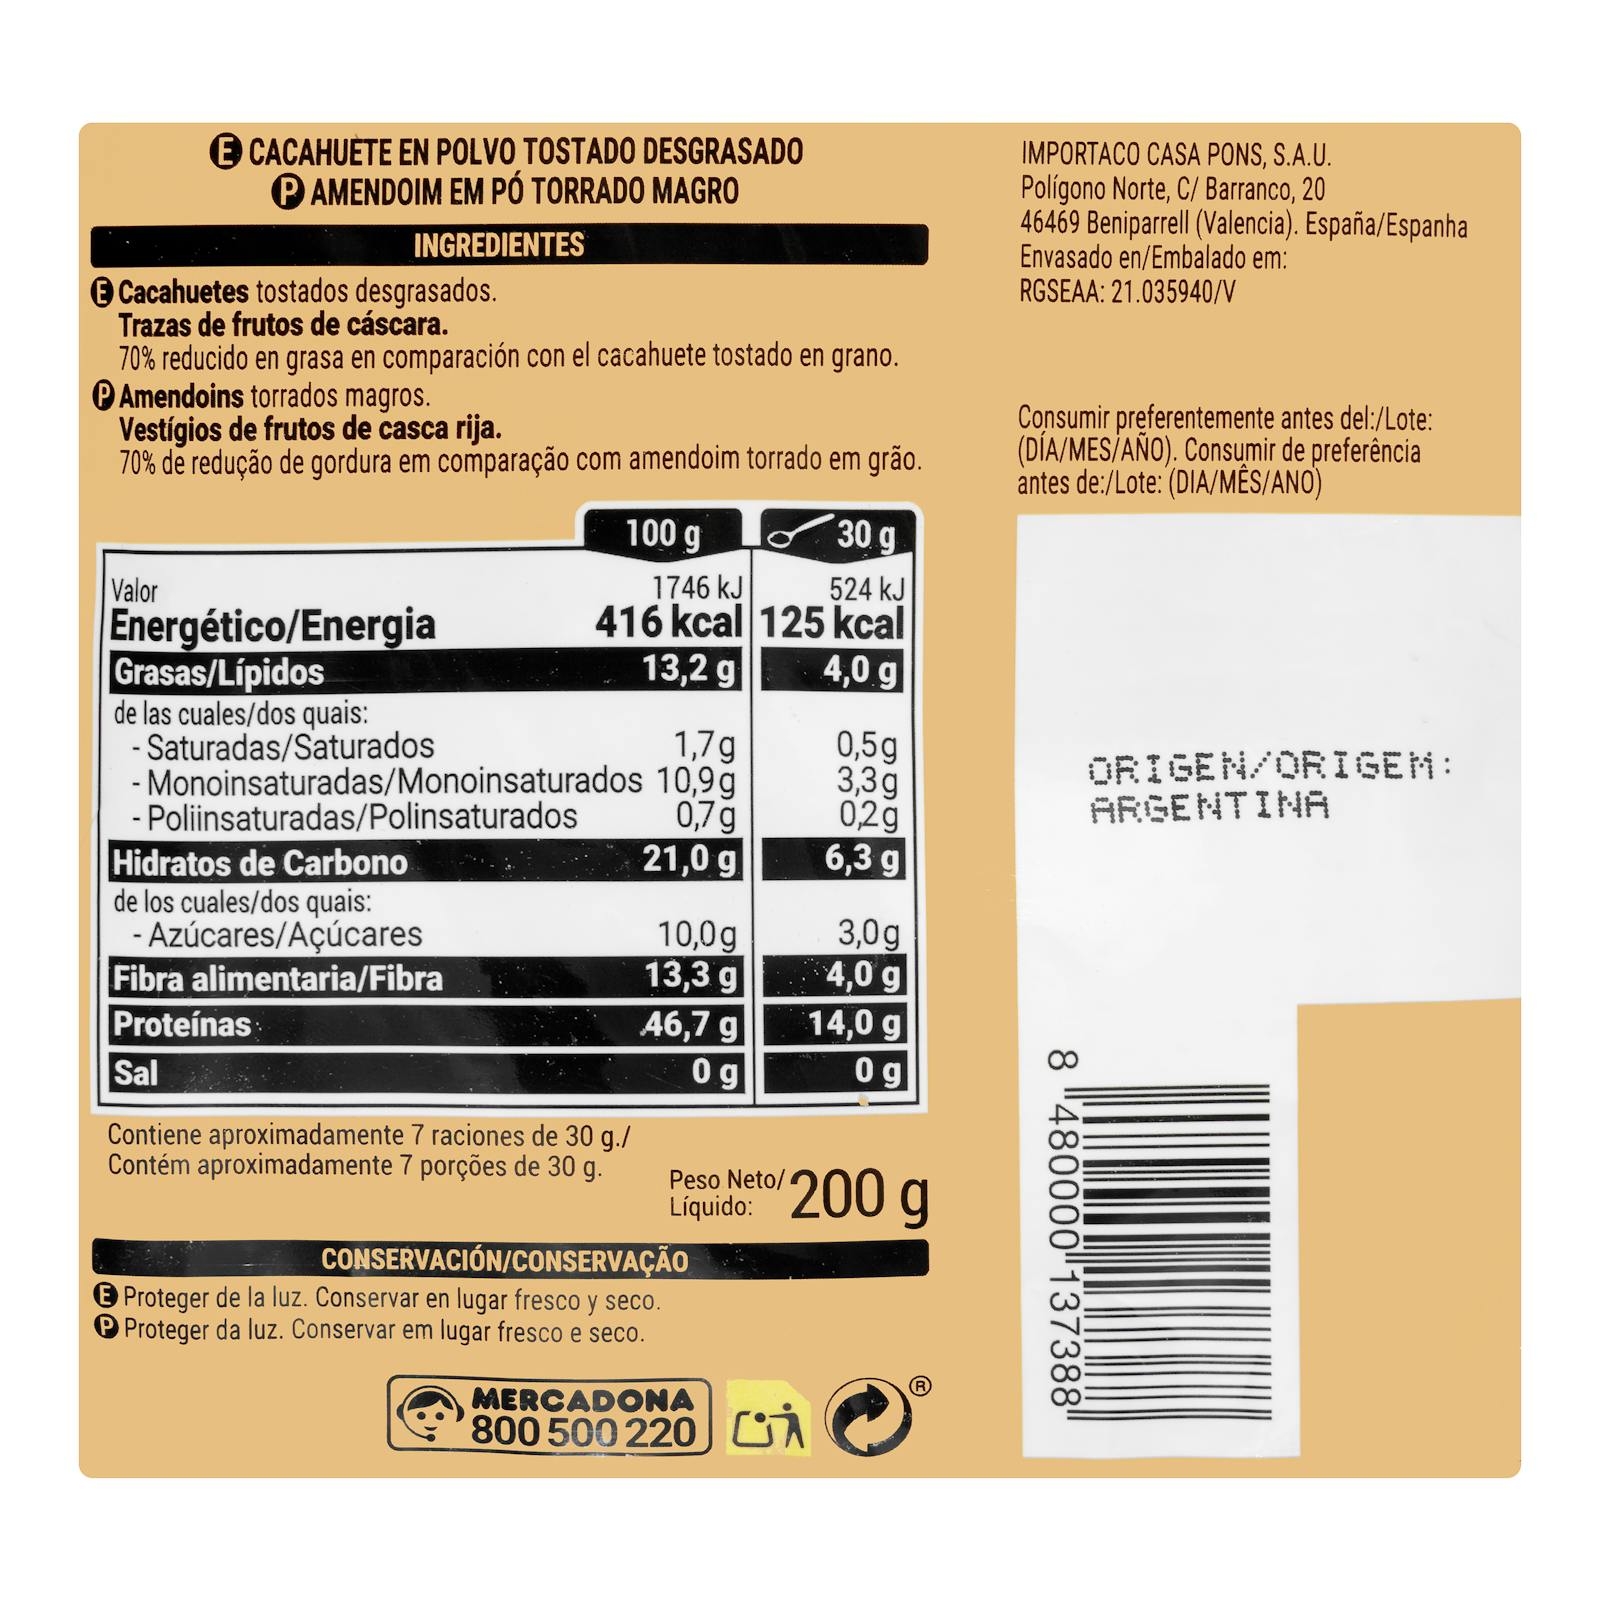 E CACAHUETE EN POLVO TOSTADO DESGRASADO
P AMENDOIM EM PÓ TORRADO MAGRO
INGREDIENTES
E Cacahuetes tostados desgrasados.
Trazas de frutos de cáscara.
70% reducido en grasa en comparación con el cacahuete tostado en grano.
P Amendoins torrados magros.
Vestígios de frutos de casca rija.
70% de redução de gordura em comparação com amendoim torrado em grão.
100 g 30 g
Valor 1746 kJ 524 kJ
Energético/Energia 416 kcal 125 kcal
Grasas/Lípidos 13,2 g 4,0 g
de las cuales/dos quais:
- Saturadas/Saturados 1,7g 0,5g
- Monoinsaturadas/Monoinsaturados 10,9g 3,3g
- Poliinsaturadas/Polinsaturados 0,7g 0,2g
Hidratos de Carbono 21,0 g 6,3 g
de los cuales/dos quais:
- Azúcares/Açúcares 10,0g 3,0g
Fibra alimentaria/Fibra 13,3 g 4,0 g
Proteínas 46,7 g 14,0 g
Sal 0 g 0 g
Contiene aproximadamente 7 raciones de 30 g./
Contém aproximadamente 7 porções de 30 g.
Peso Neto/
Líquido: 200 g
CONSERVACIÓN/CONSERVAÇÃO
E Proteger de la luz. Conservar en lugar fresco y seco.
P Proteger da luz. Conservar em lugar fresco e seco.
MERCADONA
800 500 220
®
IMPORTACO CASA PONS, S.A.U.
Polígono Norte, C/ Barranco, 20
46469 Beniparrell (Valencia). España/Espanha
Envasado en/Embalado em:
RGSEAA: 21.035940/V
Consumir preferentemente antes del:/Lote:
(DÍA/MES/AÑO). Consumir de preferência
antes de:/Lote: (DIA/MÊS/ANO)
ORIGEN/ORIGEM:
ARGENTINA
8 480000 137388